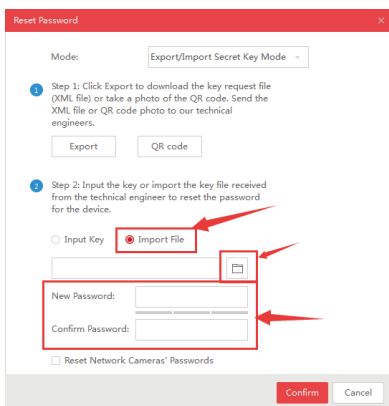 Reset Password
Mode:
Export/Import Secret Key Mode
1
Step 1: Click Export to download the key request file
(XML file) or take a photo of the QR code. Send the
XML file or QR code photo to our technical
engineers.
Export
QR code
2
Step 2: Input the key or import the key file received
from the technical engineer to reset the password
for the device.
Input Key
Import File
New Password:
Confirm Password:
Reset Network Cameras' Passwords
Confirm
Cancel